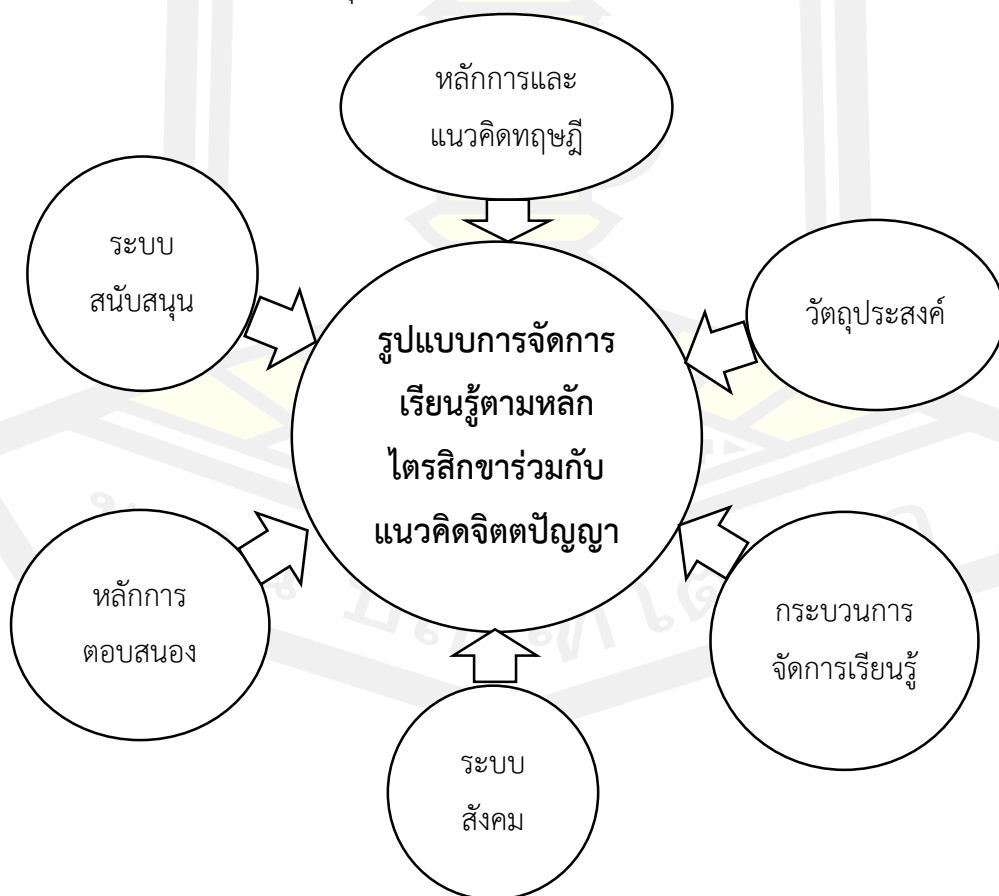 หลักการและ
แนวคิดทฤษฎี
ระบบ
สนับสนุน
วัตถุประสงค์
รูปแบบการจัดการ
เรียนรู้ตามหลัก
ไตรสิกขาร่วมกับ
แนวคิดจิตตปัญญา
หลักการ
ตอบสนอง
กระบวนการ
จัดการเรียนรู้
ระบบ
สังคม